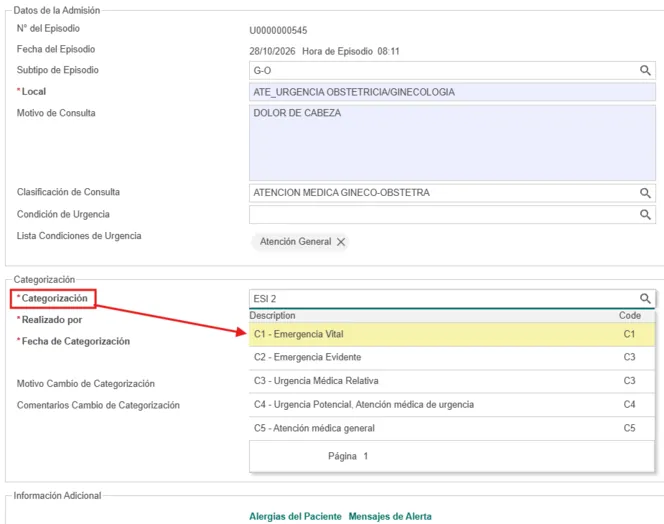 Datos de la Admisión
N° del Episodio U0000000545
Fecha del Episodio 28/10/2026 Hora de Episodio 08:11
Subtipo de Episodio G-O
*Local ATE_URGENCIA OBSTETRICIA/GINECOLOGIA
Motivo de Consulta DOLOR DE CABEZA
Clasificación de Consulta ATENCION MEDICA GINECO-OBSTETRA
Condición de Urgencia
Lista Condiciones de Urgencia Atención General X
Categorización
*Categorización ESI 2
*Realizado por Description Code
*Fecha de Categorización C1 - Emergencia Vital C1
C2 - Emergencia Evidente C3
Motivo Cambio de Categorización C3 - Urgencia Médica Relativa C3
Comentarios Cambio de Categorización C4 - Urgencia Potencial, Atención médica de urgencia C4
C5 - Atención médica general C5
Página 1
Información Adicional
Alergias del Paciente Mensajes de Alerta